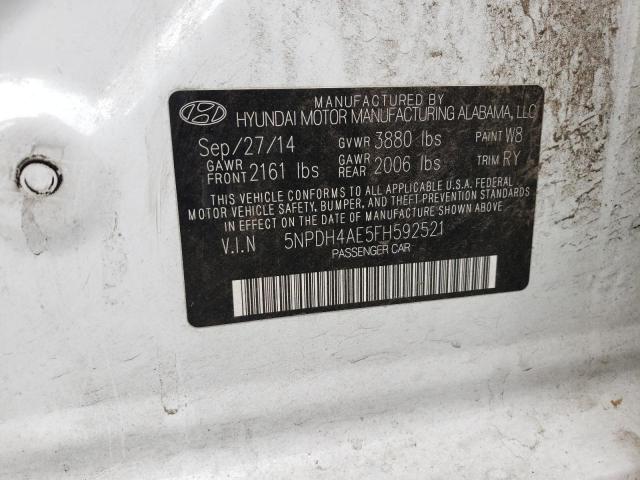 MANUFACTURED BY
HYUNDAI MOTOR MANUFACTURING ALABAMA, LLC
Sep/27/14 GVWR 3880 lbs PAINT W8
GAWR FRONT 2161 lbs GAWR REAR 2006 lbs TRIM RY
THIS VEHICLE CONFORMS TO ALL APPLICABLE U.S.A. FEDERAL
MOTOR VEHICLE SAFETY, BUMPER, AND THEFT PREVENTION STANDARDS
IN EFFECT ON THE DATE OF MANUFACTURE SHOWN ABOVE.
V.I.N 5NPDH4AE5FH592521
PASSENGER CAR